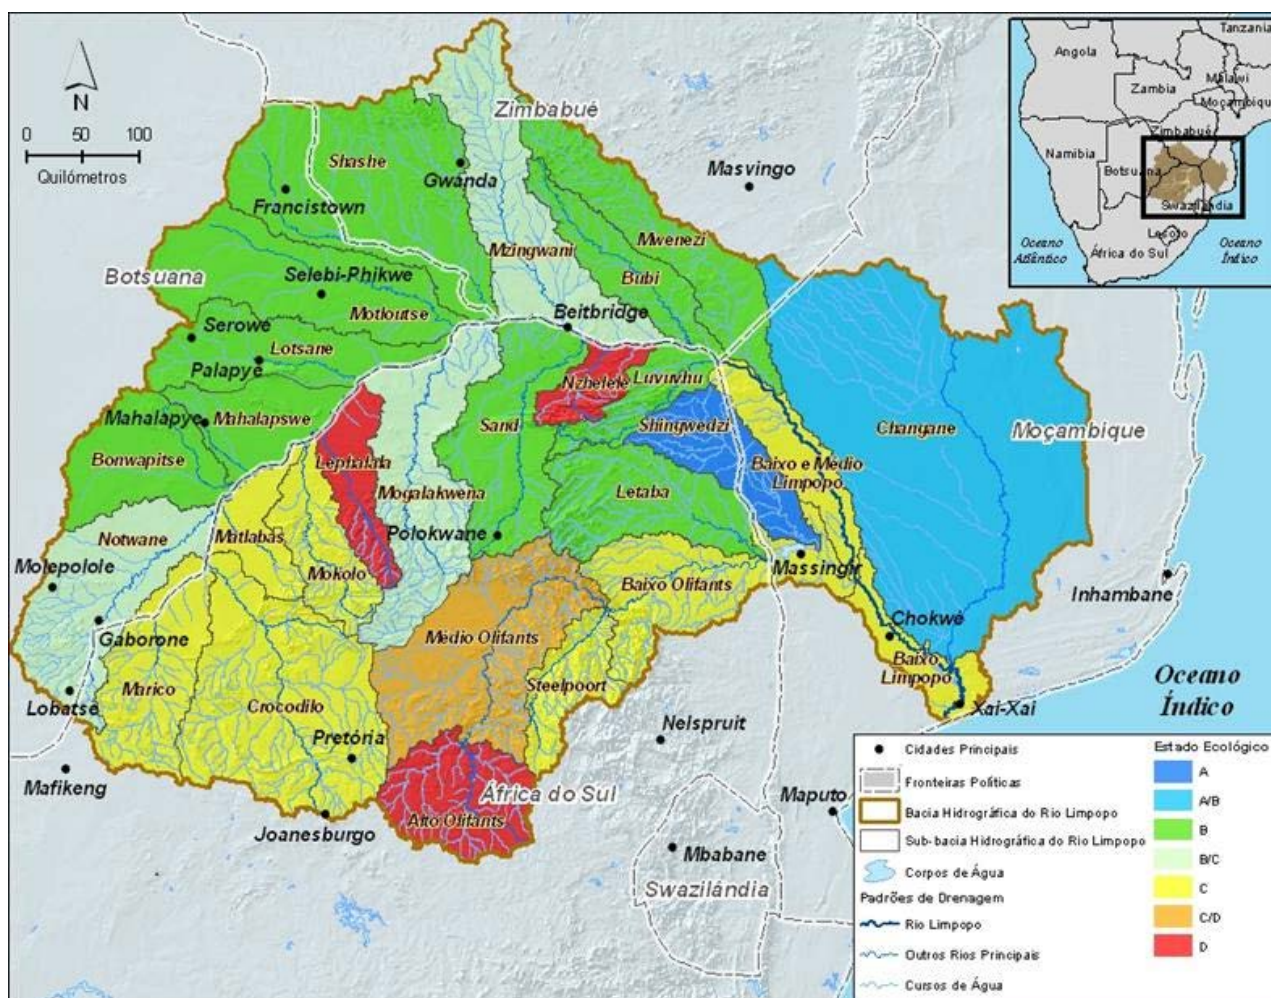 N
0 50 100
Quilómetros
Zimbabué
Shashe
Gwanda
Masvingo
Francistown
Mwenezi
Mzingwani
Bubi
Botsuana
Selebi-Phikwe
Motloutse
Beitbridge
Serowe
Lotsane
Palapye
Nzhelele
Luvuvhu
Mahalapye
Mahalapswe
Sand
Shingwedzi
Changane
Moçambique
Bonwapitse
Lephalala
Baixo e Médio
Limpopo
Mogalakwena
Letaba
Notwane
Matlabas
Polokwane
Molepolole
Mokolo
Baixo Olifants
Massingir
Inhambane
Gaborone
Médio Olifants
Chokwé
Baixo
Limpopo
Marico
Steelpoort
Lobatse
Crocodilo
Xai-Xai
Oceano
Índico
Pretória
Nelspruit
Mafikeng
África do Sul
Maputo
Alto Olifants
Joanesburgo
Mbabane
Swazilândia
Tanzania
Angola
Malawi
Zambia
Moçambique
Zimbabué
Namibia
Botsuana
Swazilândia
Lesoto
África do Sul
Oceano
Atlântico
Oceano
Índico
Cidades Principais
Fronteiras Políticas
Bacia Hidrográfica do Rio Limpopo
Sub-bacia Hidrográfica do Rio Limpopo
Corpos de Água
Padrões de Drenagem
Rio Limpopo
Outros Rios Principais
Cursos de Água
Estado Ecológico
A
A/B
B
B/C
C
C/D
D